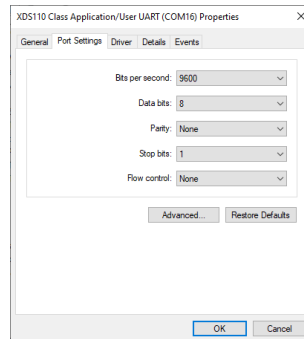 XDS110 Class Application/User UART (COM16) Properties
General Port Settings Driver Details Events
Bits per second: 9600
Data bits: 8
Parity: None
Stop bits: 1
Flow control: None
Advanced... Restore Defaults
OK Cancel